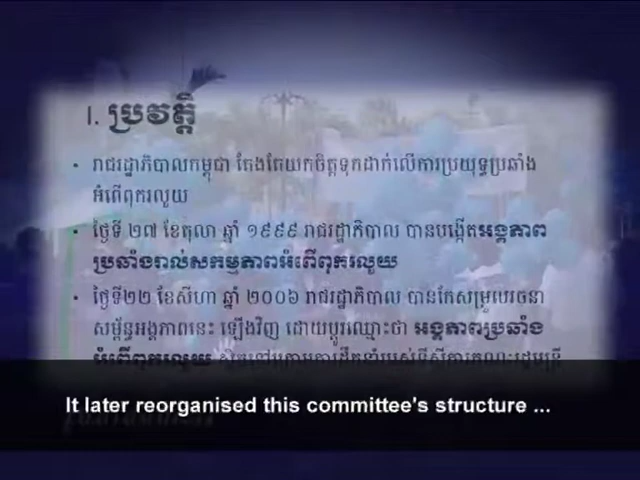 I. ប្រវត្តិ
• រាជរដ្ឋាភិបាលកម្ពុជា តែងតែយកចិត្តទុកដាក់លើការប្រយុទ្ធប្រឆាំង
អំពើពុករលួយ
• ថ្ងៃទី ២៧ ខែតុលា ឆ្នាំ ១៩៩៩ រាជរដ្ឋាភិបាល បានបង្កើតអង្គភាព
ប្រឆាំងរាល់សកម្មភាពអំពើពុករលួយ
• ថ្ងៃទី២២ ខែសីហា ឆ្នាំ ២០០៦ រាជរដ្ឋាភិបាល បានកែសម្រួលរចនា
សម្ព័ន្ធអង្គភាពនេះ ឡើងវិញ ដោយប្តូរឈ្មោះថា អង្គភាពប្រឆាំង
អំពើពុករលួយ
It later reorganised this committee's structure ...